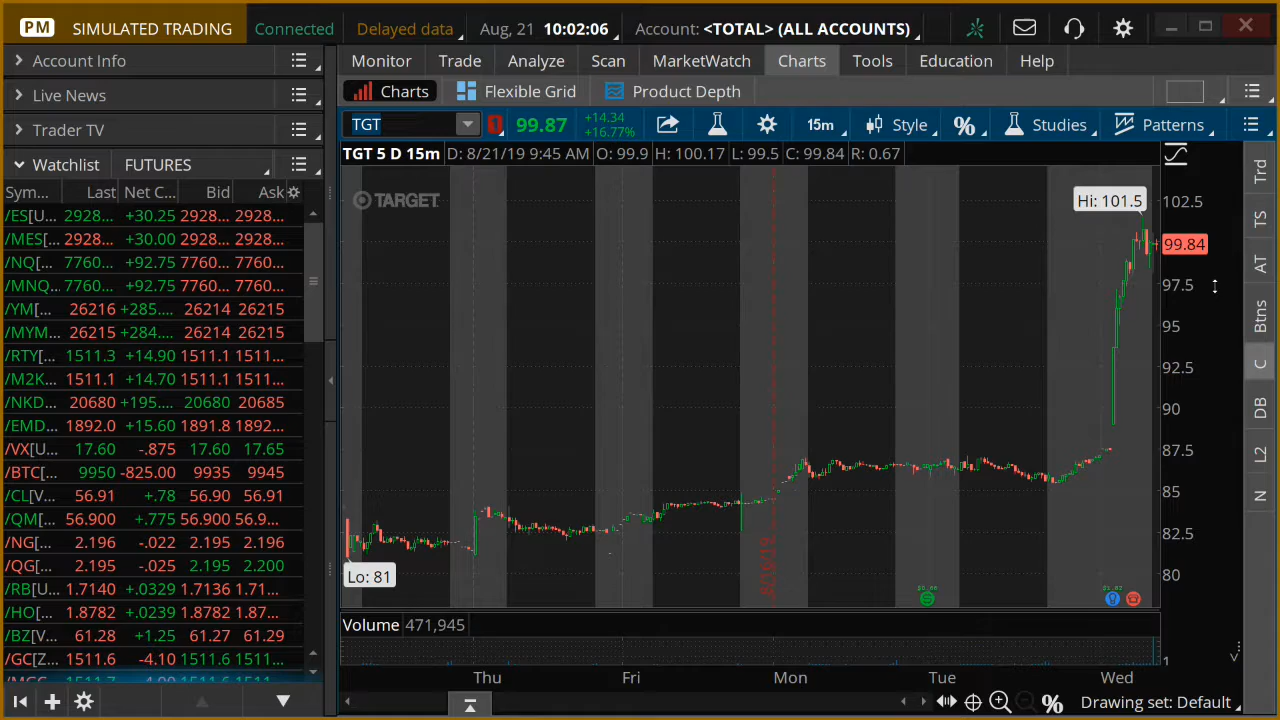 PM SIMULATED TRADING Connected Delayed data Aug, 21 10:02:06 Account: <TOTAL> (ALL ACCOUNTS)
Account Info
Live News
Trader TV
Watchlist FUTURES
Sym... Last Net C... Bid Ask
/ES[U... 2928... +30.25 2928... 2928...
/MES[... 2928... +30.00 2928... 2928...
/NQ[... 7760... +92.75 7760... 7760...
/MNQ... 7760... +92.75 7760... 7760...
/YM[... 26216 +285.... 26214 26215
/MYM... 26215 +284.... 26214 26215
/RTY[... 1511.3 +14.90 1511.1 1511...
/M2K... 1511.1 +14.70 1511.1 1511...
/NKD... 20680 +195.... 20680 20685
/EMD... 1892.0 +15.60 1891.8 1892...
/VX[U... 17.60 -.875 17.60 17.65
/BTC[... 9950 -825.00 9935 9945
/CL[V... 56.91 +.78 56.90 56.91
/QM[... 56.900 +.775 56.900 56.9...
/NG[... 2.196 -.022 2.195 2.196
/QG[... 2.195 -.025 2.195 2.200
/RB[U... 1.7140 +.0329 1.7136 1.71...
/HO[... 1.8782 +.0239 1.8782 1.87...
/BZ[V... 61.28 +1.25 61.27 61.29
/GC[Z... 1511.6 -4.10 1511.6 1511...
Monitor Trade Analyze Scan MarketWatch Charts Tools Education Help
Charts Flexible Grid Product Depth
TGT 1 99.87 +14.34 15m Style % Studies Patterns
+16.77%
TGT 5 D 15m D: 8/21/19 9:45 AM O: 99.9 H: 100.17 L: 99.5 C: 99.84 R: 0.67
TARGET
Hi: 101.5
102.5
99.84
97.5
95
92.5
90
87.5
85
82.5
80
Lo: 81
Volume 471,945
1
Thu Fri Mon Tue Wed
% Drawing set: Default
Trd
TS
AT
Btns
C
DB
L2
N